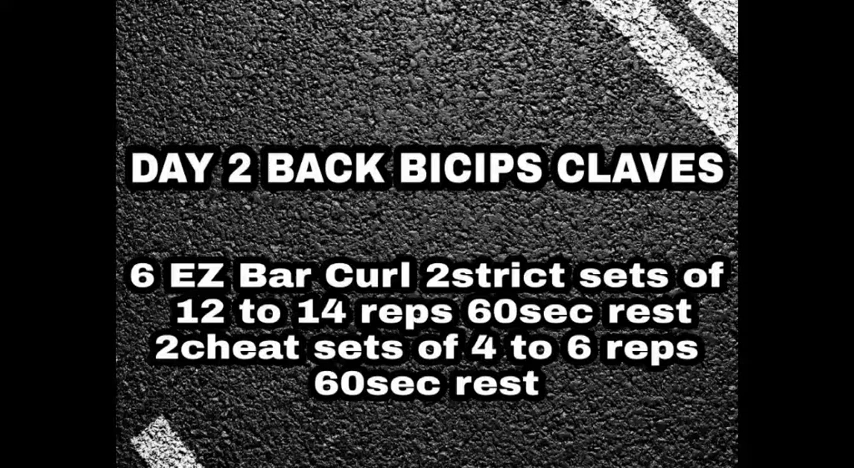 DAY 2 BACK BICIPS CLAVES
6 EZ Bar Curl 2strict sets of
12 to 14 reps 60sec rest
2cheat sets of 4 to 6 reps
60sec rest